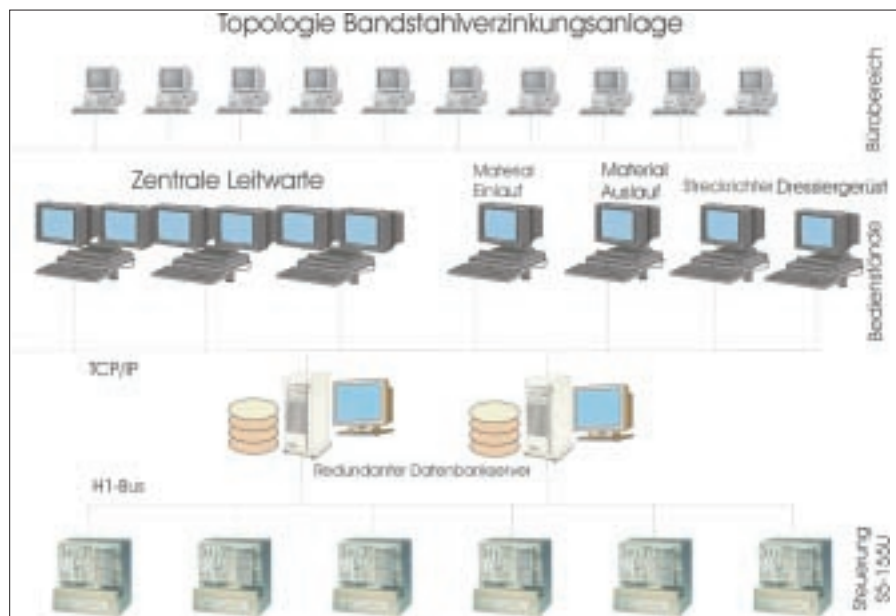 Topologie Bandstahlverzinkungsanlage
Bürobereich
Zentrale Leitwarte
Material
Einlauf
Material
Auslauf
Streckrichter
Dressiergerüst
Bedienstände
TCP/IP
Redundanter Datenbankserver
H1-Bus
Steuerung
S5-155U